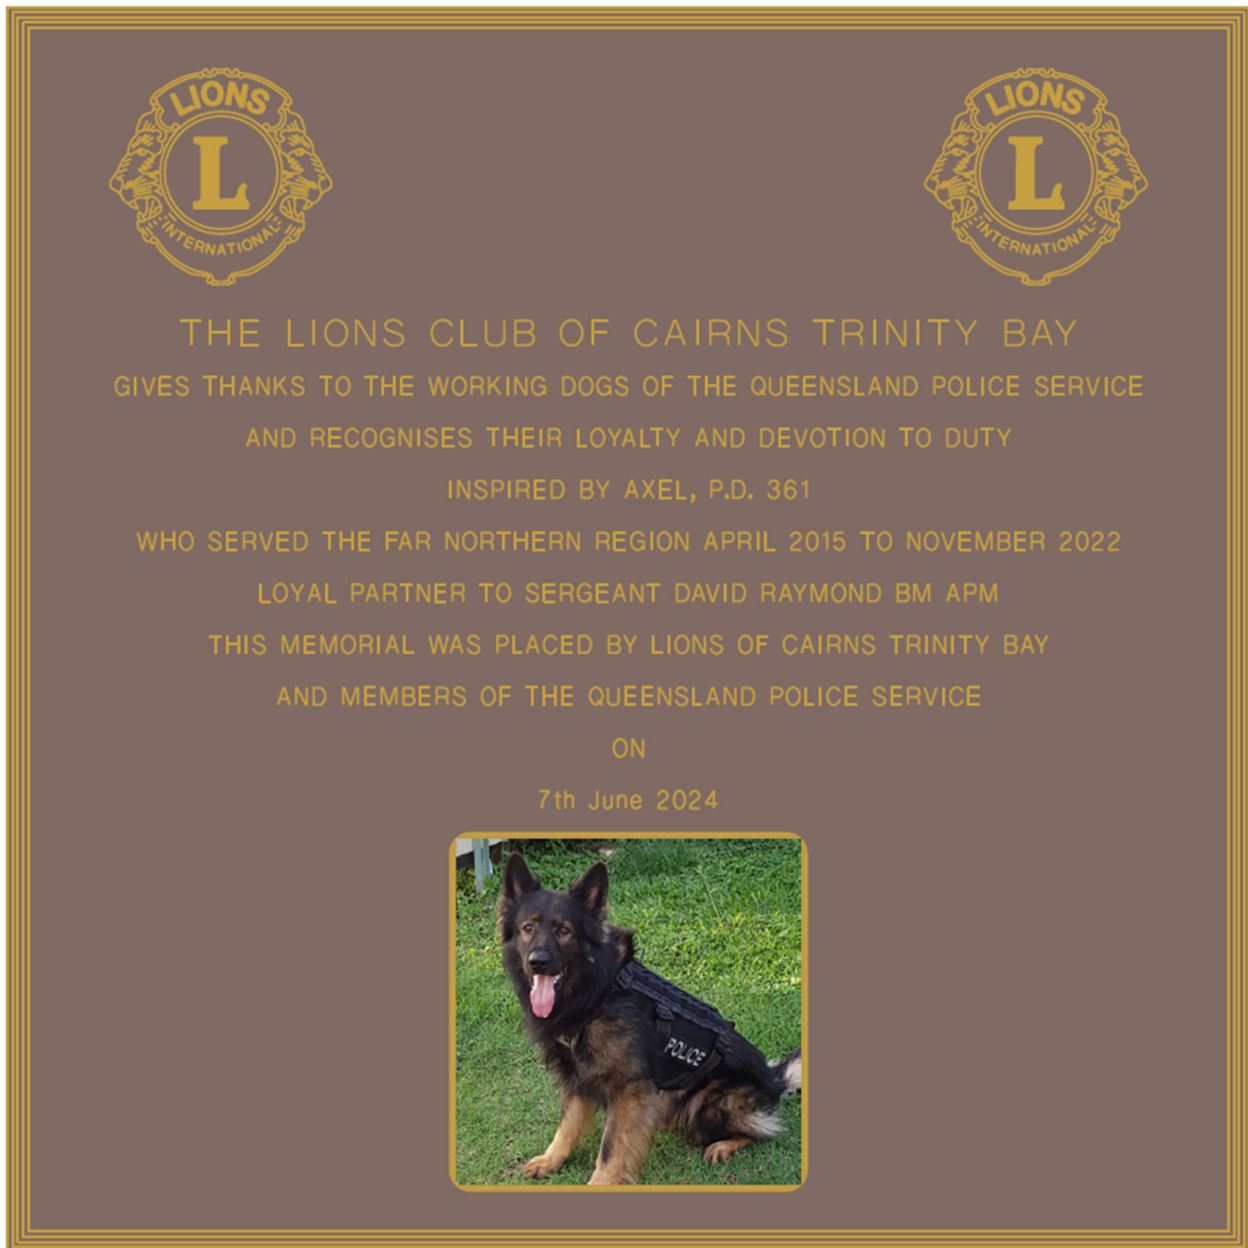 LIONS
L
INTERNATIONAL
LIONS
L
INTERNATIONAL
THE LIONS CLUB OF CAIRNS TRINITY BAY
GIVES THANKS TO THE WORKING DOGS OF THE QUEENSLAND POLICE SERVICE
AND RECOGNISES THEIR LOYALTY AND DEVOTION TO DUTY
INSPIRED BY AXEL, P.D. 361
WHO SERVED THE FAR NORTHERN REGION APRIL 2015 TO NOVEMBER 2022
LOYAL PARTNER TO SERGEANT DAVID RAYMOND BM APM
THIS MEMORIAL WAS PLACED BY LIONS OF CAIRNS TRINITY BAY
AND MEMBERS OF THE QUEENSLAND POLICE SERVICE
ON
7th June 2024
POLICE